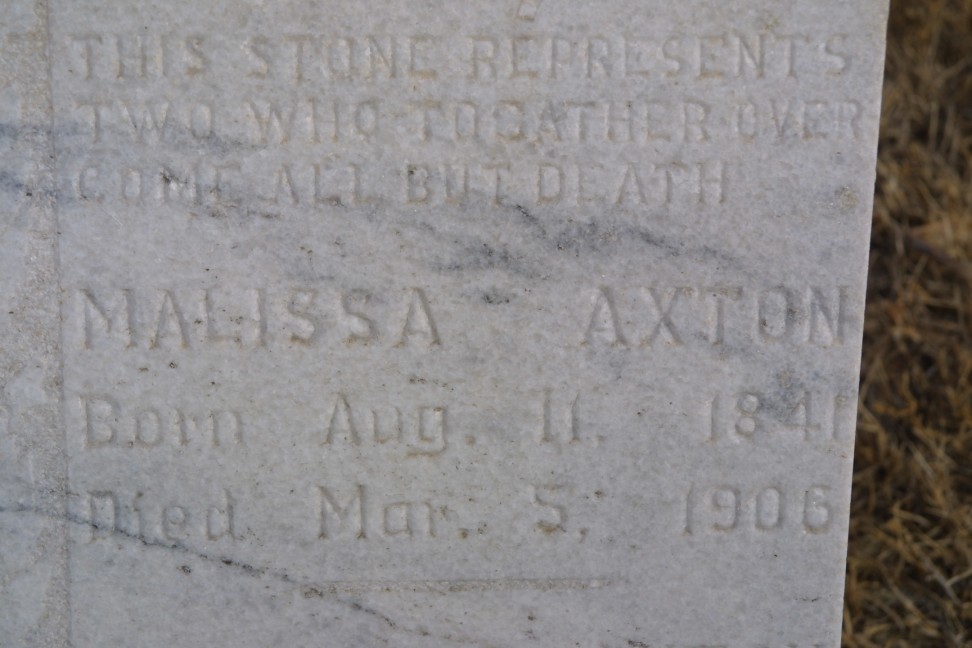 THIS STONE REPRESENTS
TWO WHO TOGATHER OVER
COME ALL BUT DEATH
MALISSA AXTON
Born Aug. 11. 1841
Died Mar. 5, 1906